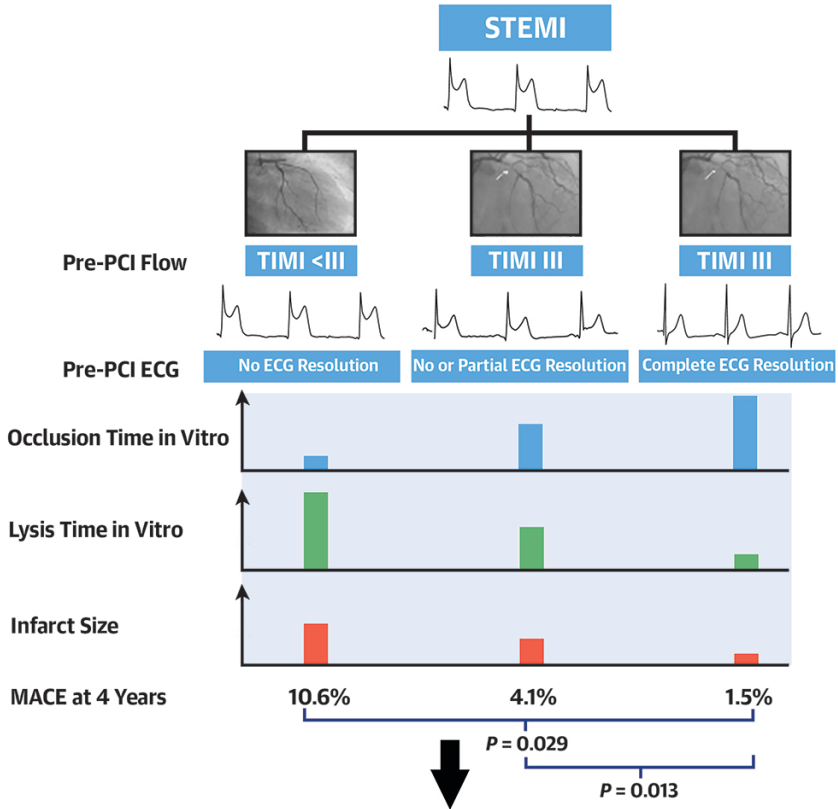 STEMI
Pre-PCI Flow
TIMI <III
TIMI III
TIMI III
Pre-PCI ECG
No ECG Resolution
No or Partial ECG Resolution
Complete ECG Resolution
Occlusion Time in Vitro
Lysis Time in Vitro
Infarct Size
MACE at 4 Years
10.6%
4.1%
1.5%
P = 0.029
P = 0.013